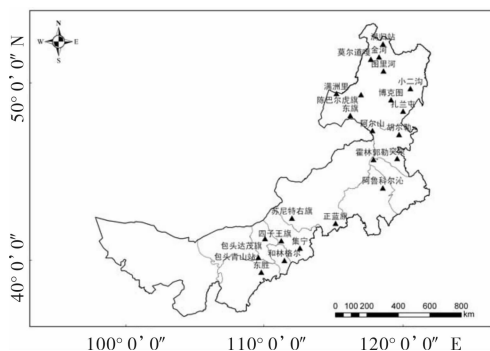 N
W E
S
满归站
金河
莫尔道嘎
图里河
满洲里
小二沟
陈巴尔虎旗
博克图
扎兰屯
东旗
阿尔山
胡尔勒
霍林郭勒
突泉
阿鲁科尔沁
苏尼特右旗
正蓝旗
四子王旗
包头达茂旗
集宁
包头青山站
和林格尔
东胜
50°0′0″N
40°0′0″
0 100 200 400 600 800
km
100°0′0″ 110°0′0″ 120°0′0″ E